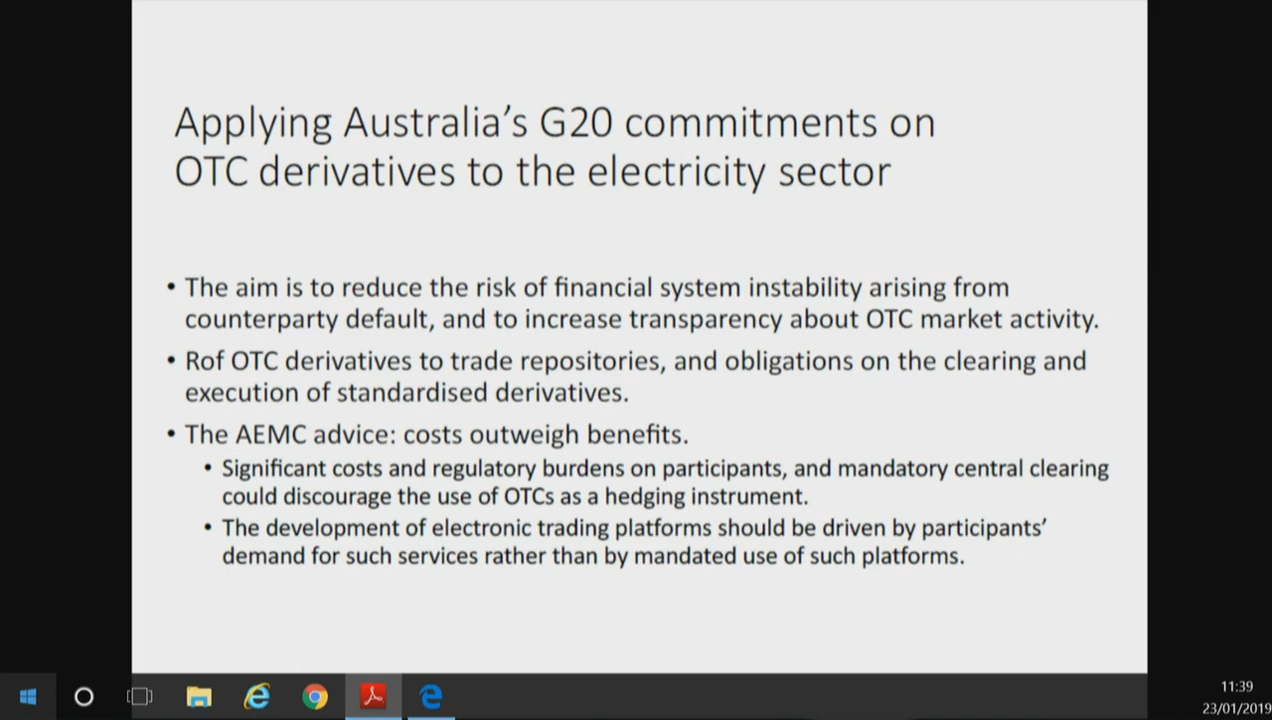 Applying Australia's G20 commitments on
OTC derivatives to the electricity sector
• The aim is to reduce the risk of financial system instability arising from
counterparty default, and to increase transparency about OTC market activity.
• Rof OTC derivatives to trade repositories, and obligations on the clearing and
execution of standardised derivatives.
• The AEMC advice: costs outweigh benefits.
• Significant costs and regulatory burdens on participants, and mandatory central clearing
could discourage the use of OTCs as a hedging instrument.
• The development of electronic trading platforms should be driven by participants'
demand for such services rather than by mandated use of such platforms.
11:39
23/01/2019